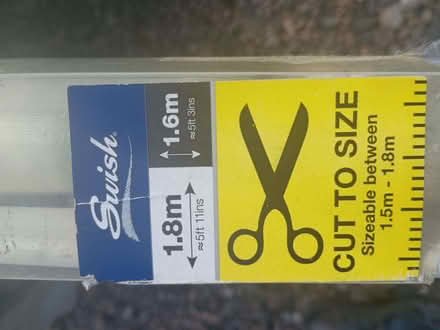 Swish®
1.8m
≈5ft 11ins
1.6m
≈5ft 3ins
CUT TO SIZE
Sizeable between
1.5m - 1.8m